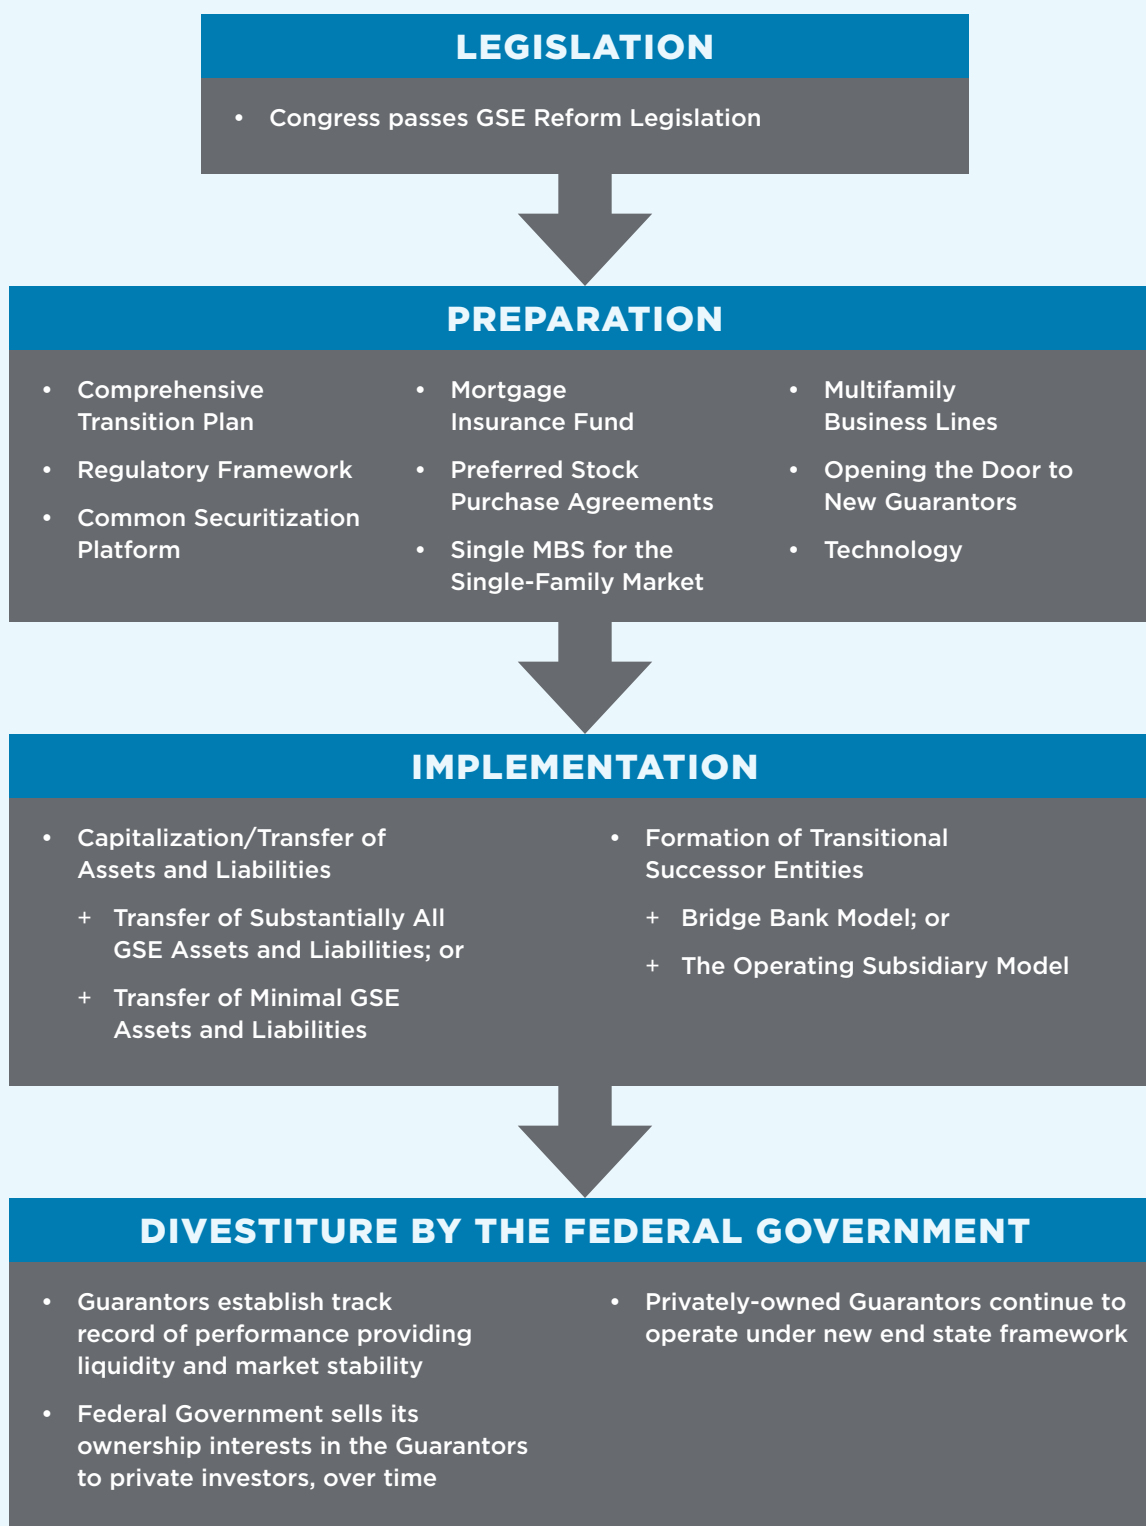 LEGISLATION
• Congress passes GSE Reform Legislation
PREPARATION
• Comprehensive
Transition Plan
• Regulatory Framework
• Common Securitization
Platform
• Mortgage
Insurance Fund
• Preferred Stock
Purchase Agreements
• Single MBS for the
Single-Family Market
• Multifamily
Business Lines
• Opening the Door to
New Guarantors
• Technology
IMPLEMENTATION
• Capitalization/Transfer of
Assets and Liabilities
+ Transfer of Substantially All
GSE Assets and Liabilities; or
+ Transfer of Minimal GSE
Assets and Liabilities
• Formation of Transitional
Successor Entities
+ Bridge Bank Model; or
+ The Operating Subsidiary Model
DIVESTITURE BY THE FEDERAL GOVERNMENT
• Guarantors establish track
record of performance providing
liquidity and market stability
• Federal Government sells its
ownership interests in the Guarantors
to private investors, over time
• Privately-owned Guarantors continue to
operate under new end state framework